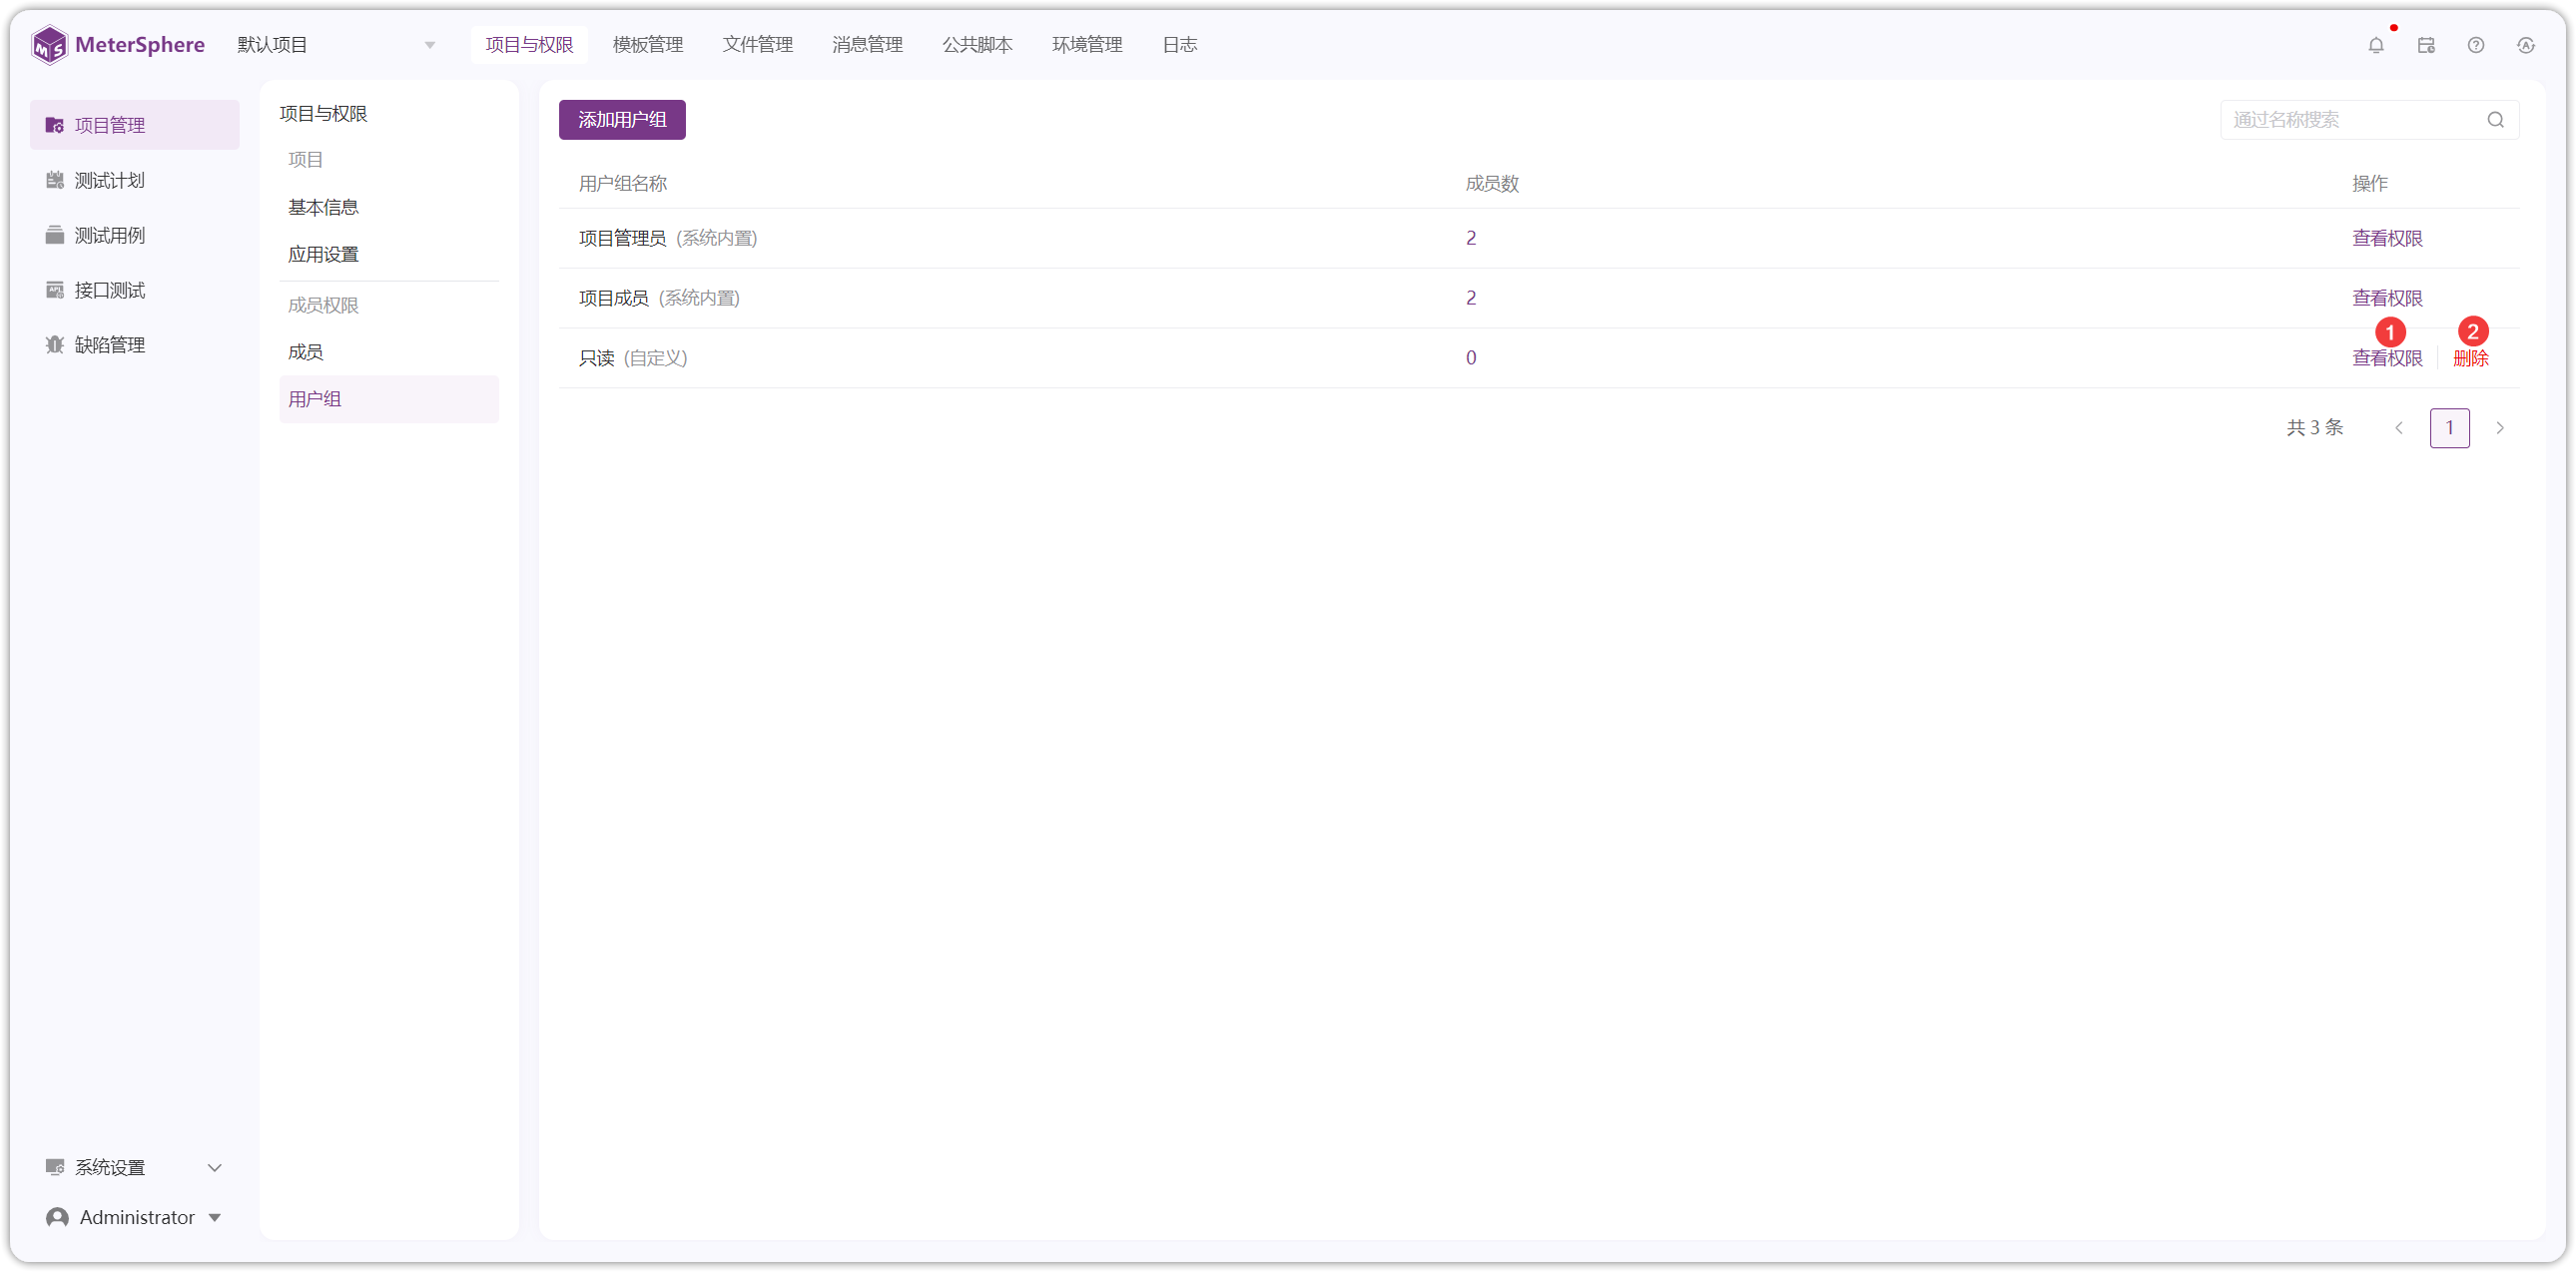 MeterSphere 默认项目 项目与权限 模板管理 文件管理 消息管理 公共脚本 环境管理 日志
项目管理
测试计划
测试用例
接口测试
缺陷管理
系统设置
Administrator
项目与权限
项目
基本信息
应用设置
成员权限
成员
用户组
添加用户组 通过名称搜索
用户组名称 成员数 操作
项目管理员 (系统内置) 2 查看权限
项目成员 (系统内置) 2 查看权限
1 2
只读 (自定义) 0 查看权限 删除
共 3 条 1